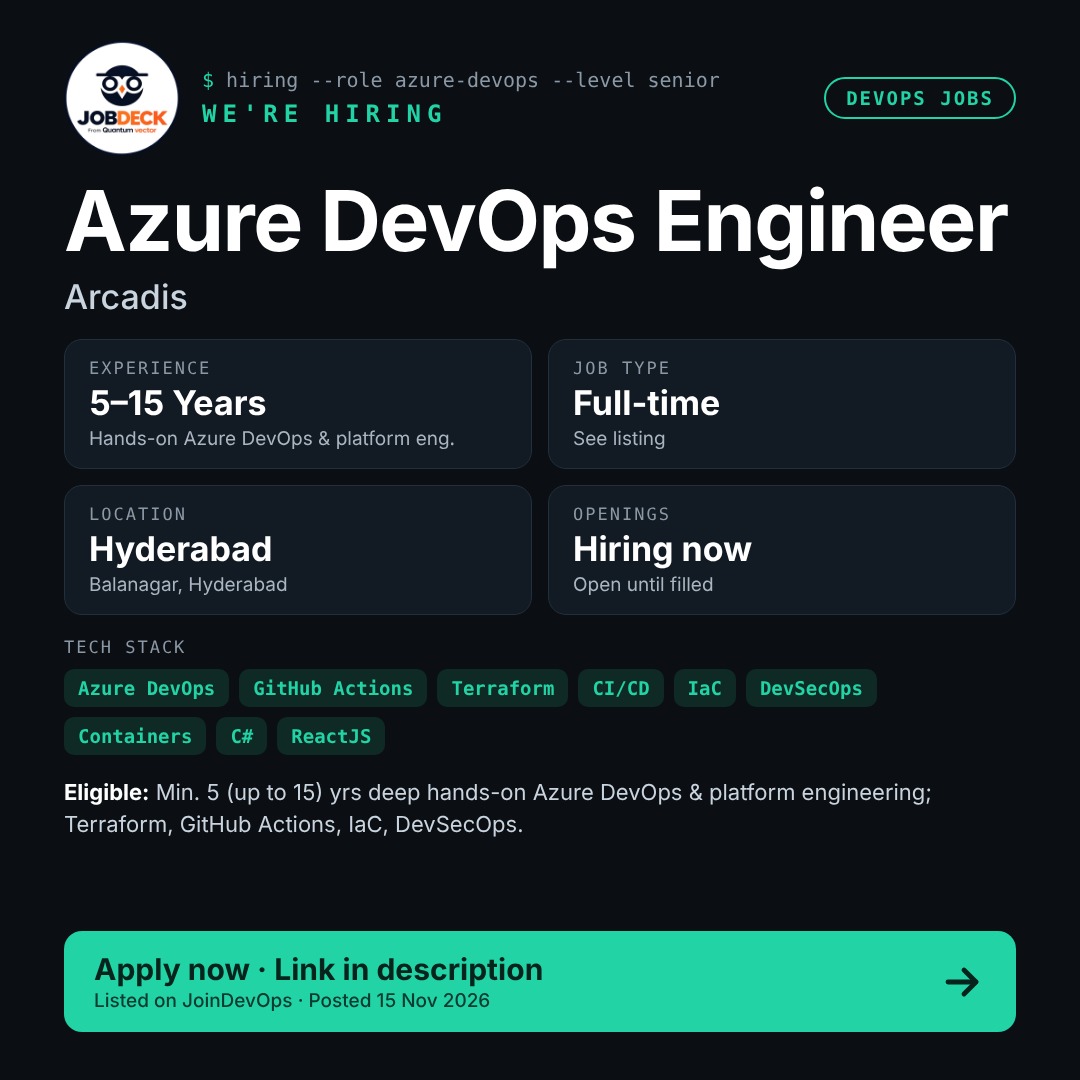 JOBDECK
From Quantum vector
$ hiring --role azure-devops --level senior
WE'RE HIRING
DEVOPS JOBS
Azure DevOps Engineer
Arcadis
EXPERIENCE
5–15 Years
Hands-on Azure DevOps & platform eng.
JOB TYPE
Full-time
See listing
LOCATION
Hyderabad
Balanagar, Hyderabad
OPENINGS
Hiring now
Open until filled
TECH STACK
Azure DevOps GitHub Actions Terraform CI/CD IaC DevSecOps
Containers C# ReactJS
Eligible: Min. 5 (up to 15) yrs deep hands-on Azure DevOps & platform engineering;
Terraform, GitHub Actions, IaC, DevSecOps.
Apply now · Link in description
Listed on JoinDevOps · Posted 15 Nov 2026